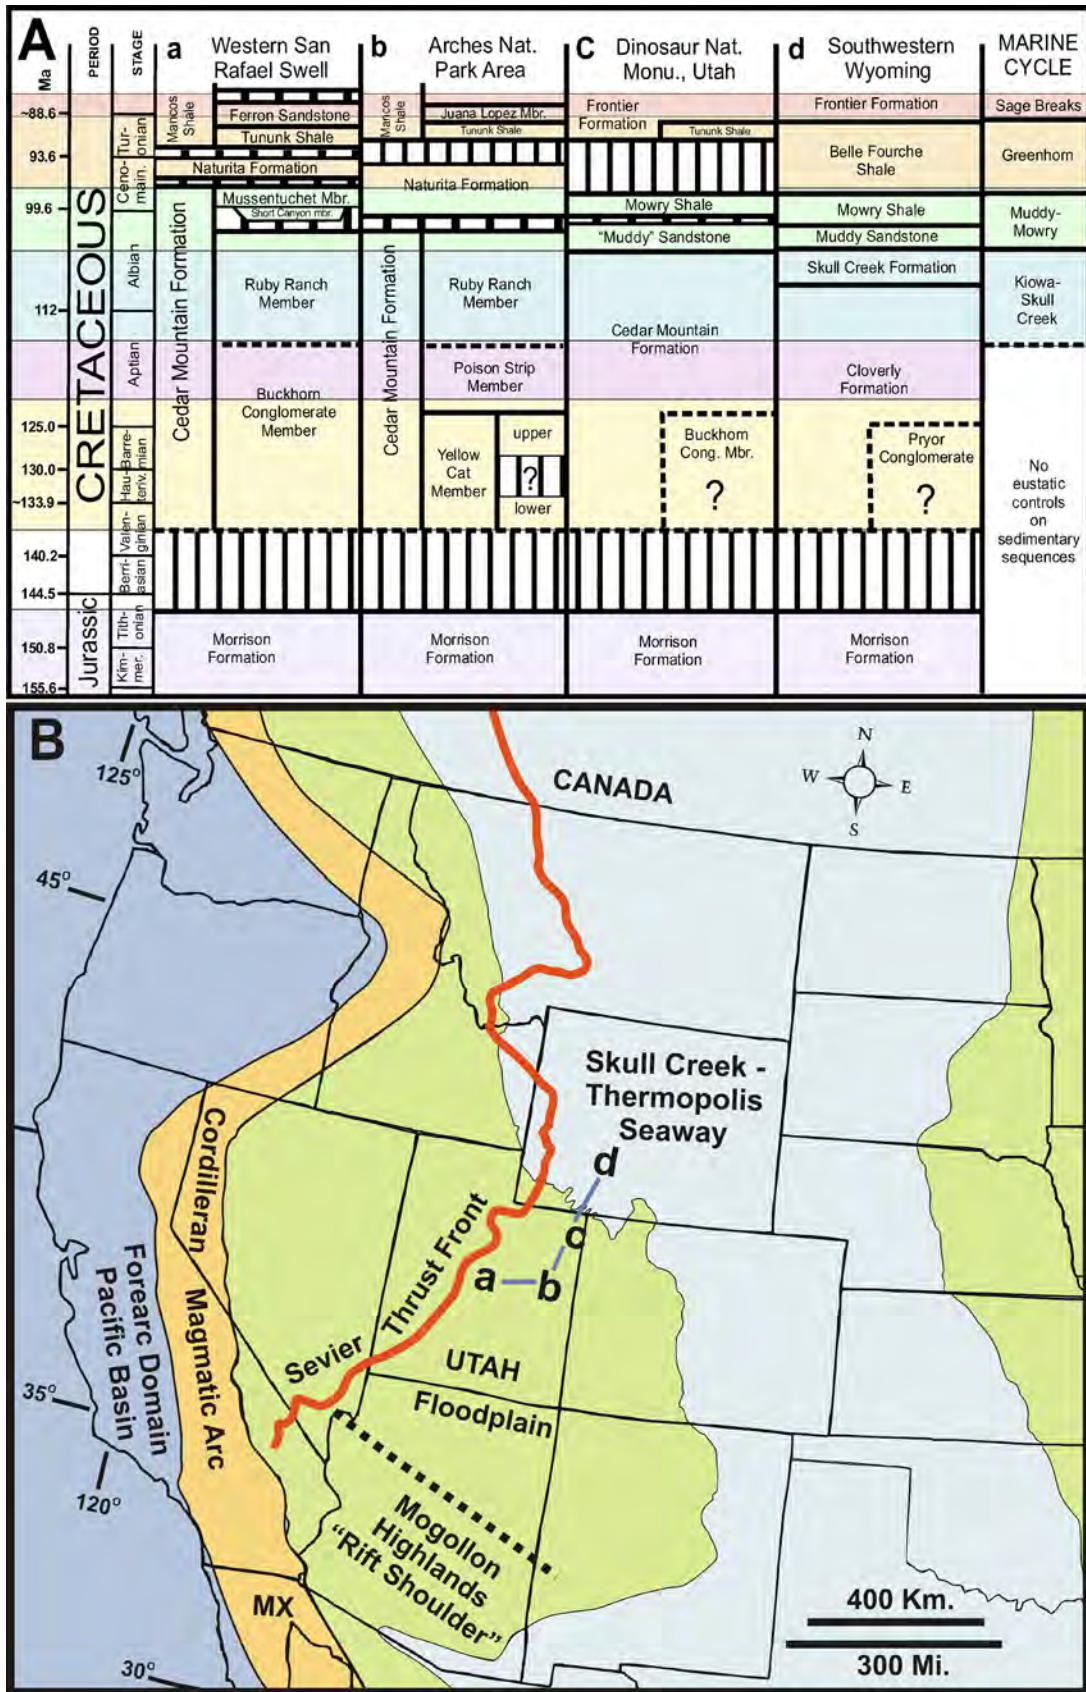 A
Ma
PERIOD
STAGE
a
Western San
Rafael Swell
b
Arches Nat.
Park Area
C
Dinosaur Nat.
Monu., Utah
d
Southwestern
Wyoming
MARINE
CYCLE
~88.6
93.6
99.6
112
125.0
130.0
~133.9
140.2
144.5
150.8
155.6
CRETACEOUS
Jurassic
Tur-
onian
Ceno-
main.
Albian
Aptian
Barre-
mian
Hau-
teriv.
Valen-
ginian
Berri-
asian
Tith-
onian
Kim-
mer.
Mancos
Shale
Ferron Sandstone
Tununk Shale
Naturita Formation
Mussentuchet Mbr.
Short Canyon mbr.
Cedar Mountain Formation
Ruby Ranch
Member
Buckhorn
Conglomerate
Member
Morrison
Formation
Mancos
Shale
Juana Lopez Mbr.
Tununk Shale
Naturita Formation
Cedar Mountain Formation
Ruby Ranch
Member
Poison Strip
Member
Yellow
Cat
Member
upper
?
lower
Morrison
Formation
Frontier
Formation
Tununk Shale
Mowry Shale
"Muddy" Sandstone
Cedar Mountain
Formation
Buckhorn
Cong. Mbr.
?
Morrison
Formation
Frontier Formation
Belle Fourche
Shale
Mowry Shale
Muddy Sandstone
Skull Creek Formation
Cloverly
Formation
Pryor
Conglomerate
?
Morrison
Formation
Sage Breaks
Greenhorn
Muddy-
Mowry
Kiowa-
Skull
Creek
No
eustatic
controls
on
sedimentary
sequences
B
125°
CANADA
N
W
E
S
45°
Skull Creek -
Thermopolis
Seaway
d
c
a
b
Cordilleran
Magmatic Arc
Forearc Domain
Pacific Basin
Sevier
Thrust Front
UTAH
Floodplain
35°
120°
Mogollon
Highlands
“Rift Shoulder”
MX
30°
400 Km.
300 Mi.